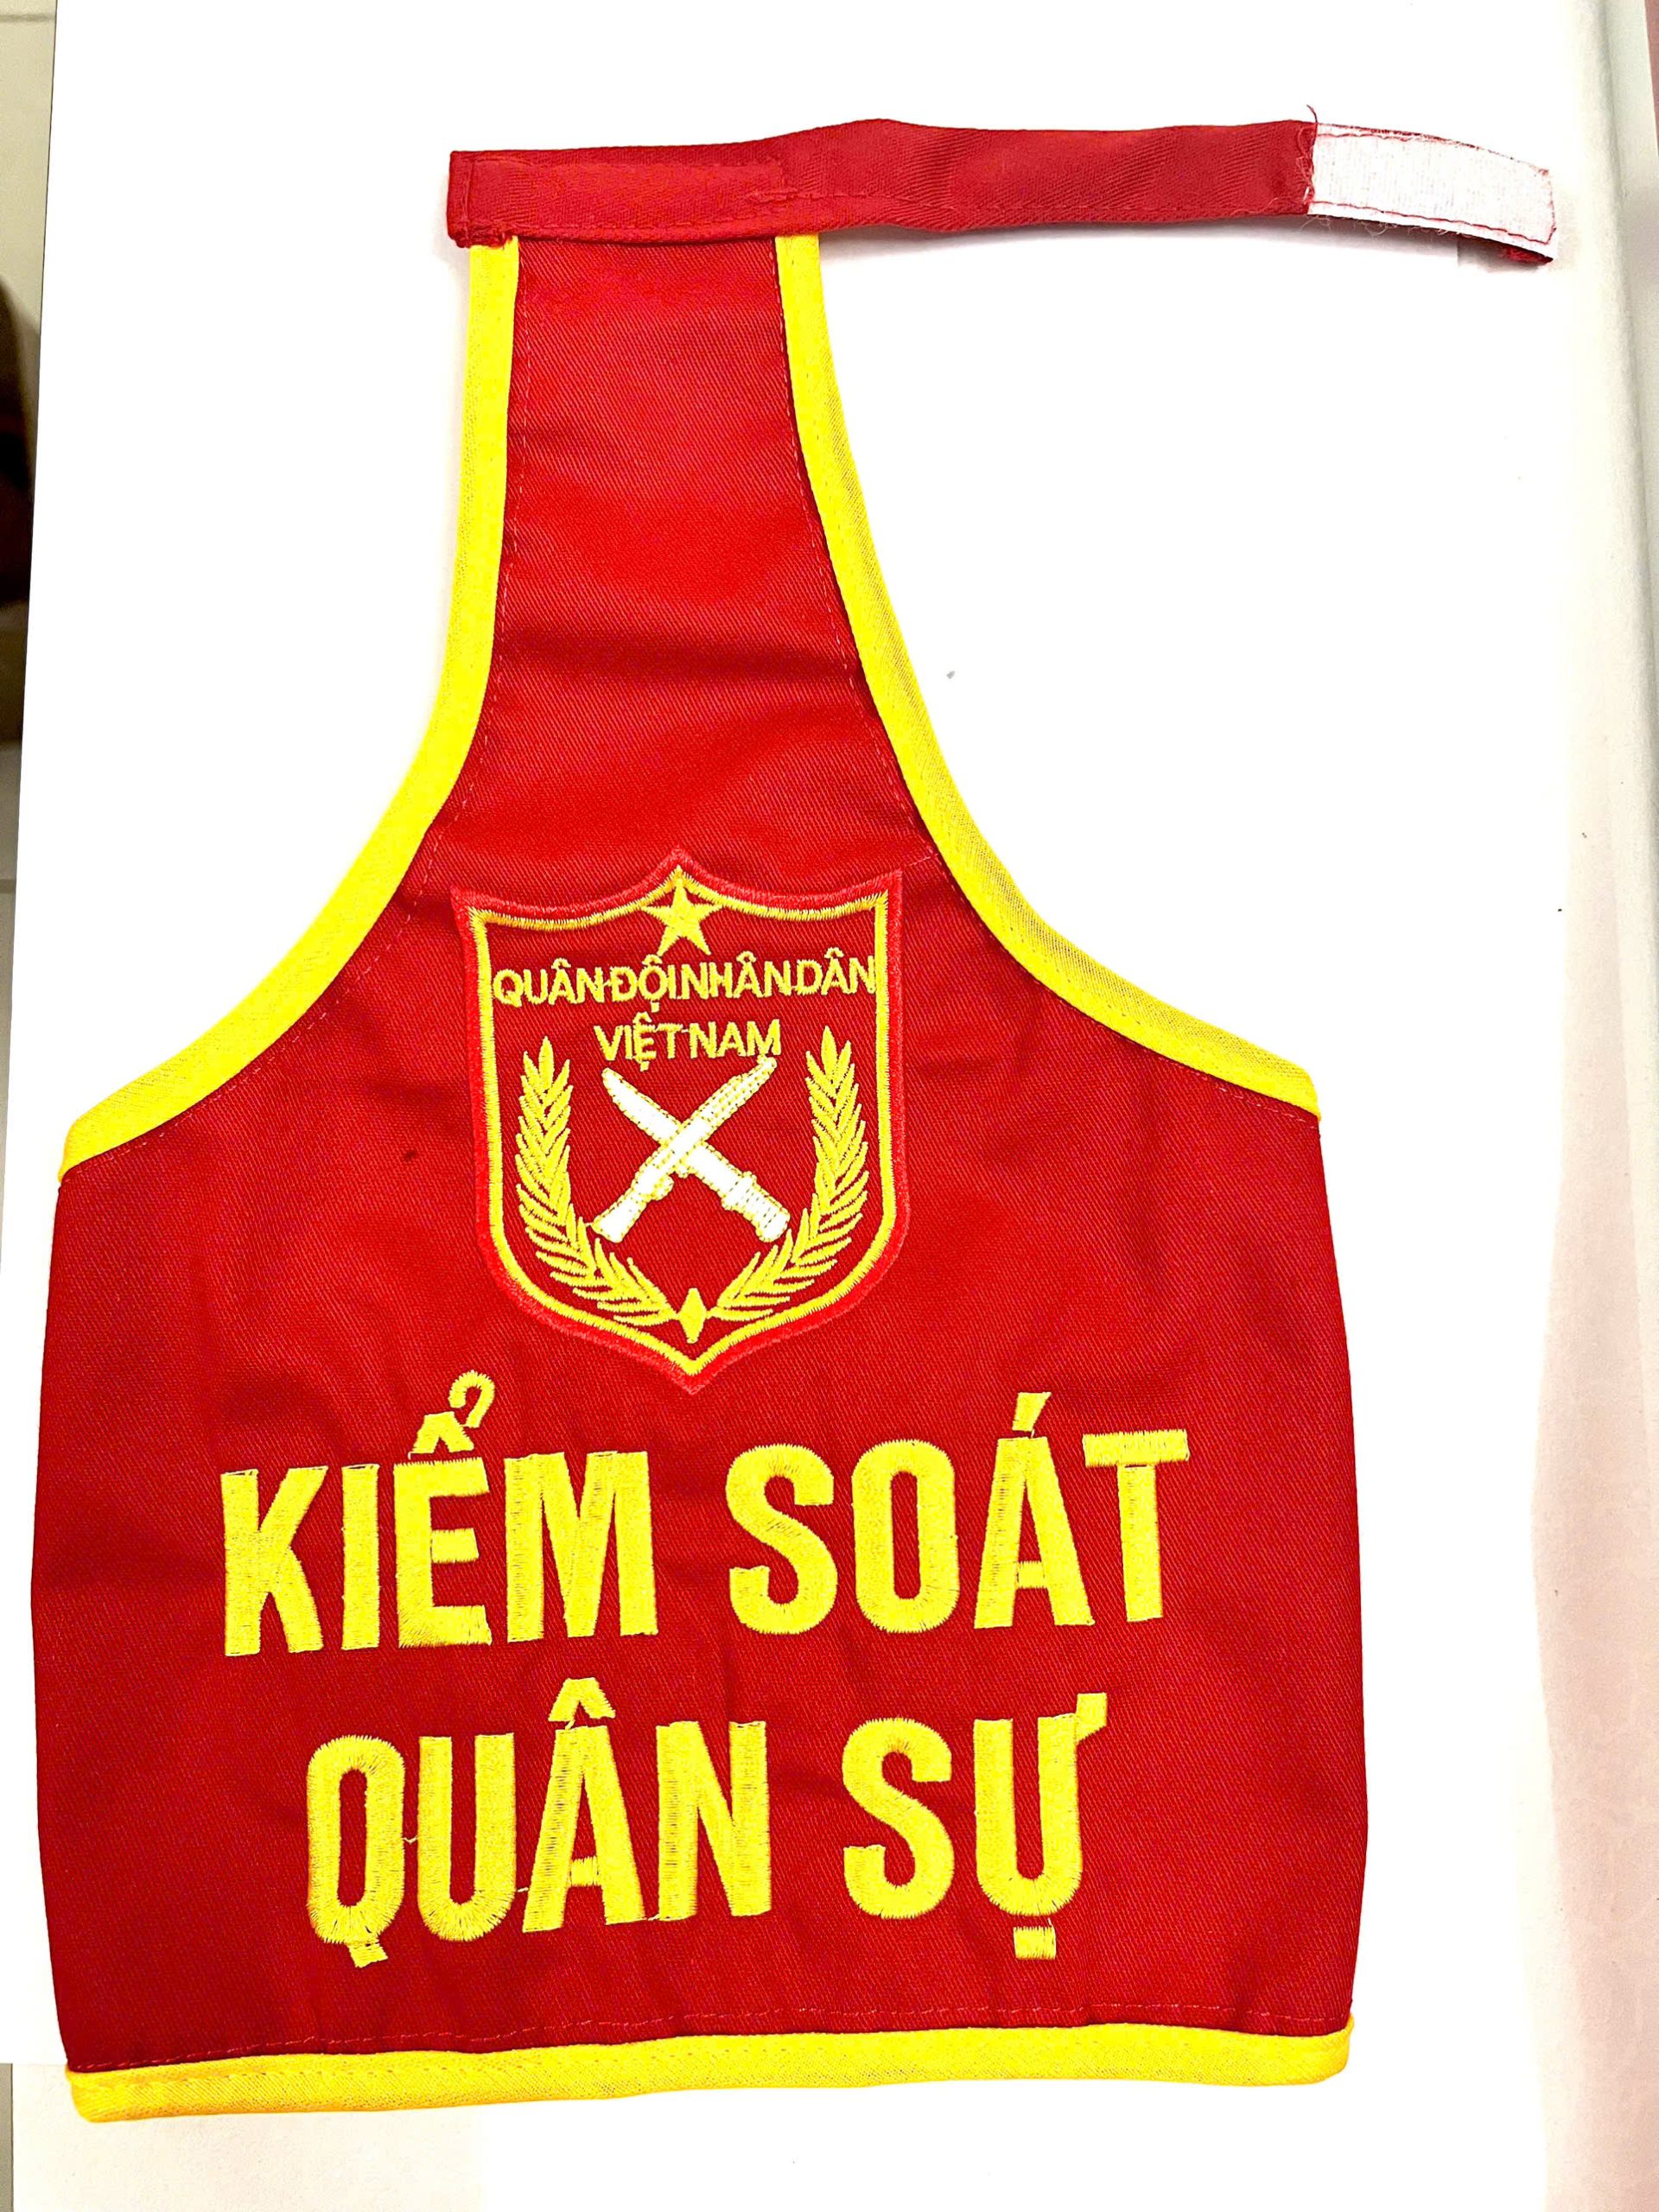 QUÂN ĐỘI NHÂN DÂN
VIỆT NAM
KIỂM SOÁT
QUÂN SỰ